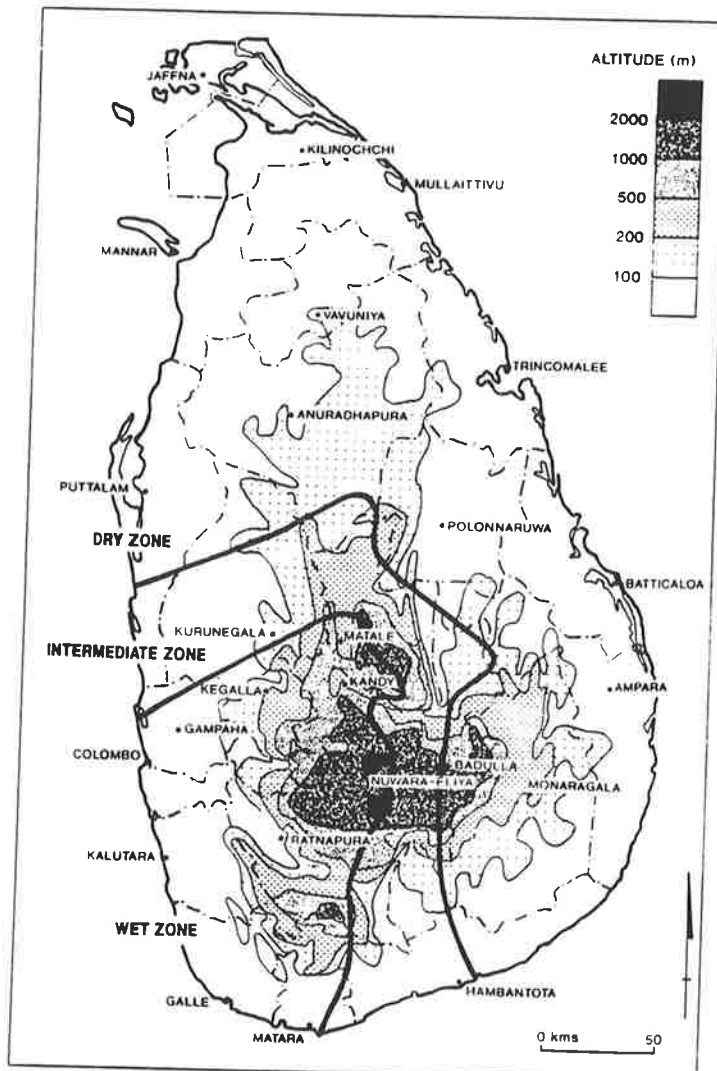 ALTITUDE (m)
2000
1000
500
200
100
JAFFNA
KILINOCHCHI
MULLAITTIVU
MANNAR
VAVUNIYA
TRINCOMALEE
ANURADHAPURA
PUTTALAM
POLONNARUWA
DRY ZONE
BATTICALOA
KURUNEGALA
MATALE
INTERMEDIATE ZONE
KANDY
KEGALLA
AMPARA
GAMPAHA
COLOMBO
BADULLA
NUWARA-ELIYA
MONARAGALA
RATNAPURA
KALUTARA
WET ZONE
HAMBANTOTA
GALLE
MATARA
0 kms 50